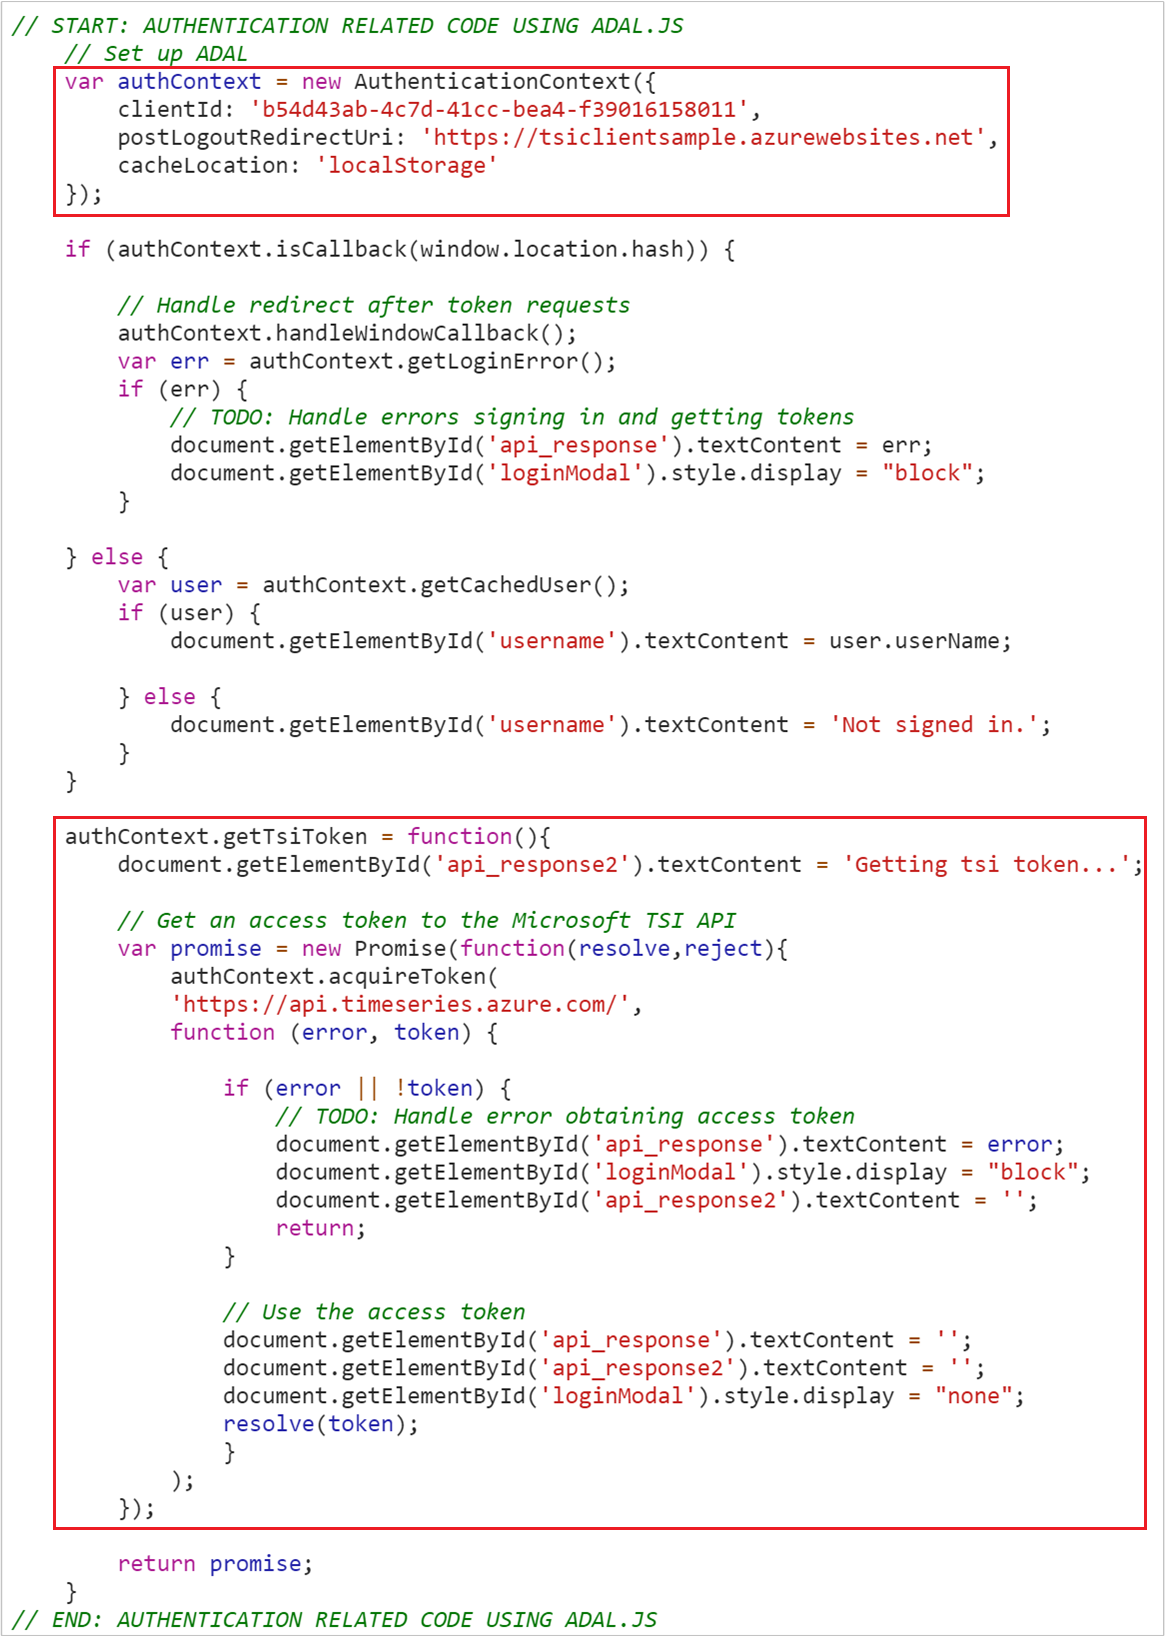 // START: AUTHENTICATION RELATED CODE USING ADAL.JS
    // Set up ADAL
    var authContext = new AuthenticationContext({
        clientId: 'b54d43ab-4c7d-41cc-bea4-f39016158011',
        postLogoutRedirectUri: 'https://tsiclientsample.azurewebsites.net',
        cacheLocation: 'localStorage'
    });

    if (authContext.isCallback(window.location.hash)) {

        // Handle redirect after token requests
        authContext.handleWindowCallback();
        var err = authContext.getLoginError();
        if (err) {
            // TODO: Handle errors signing in and getting tokens
            document.getElementById('api_response').textContent = err;
            document.getElementById('loginModal').style.display = "block";
        }

    } else {
        var user = authContext.getCachedUser();
        if (user) {
            document.getElementById('username').textContent = user.userName;

        } else {
            document.getElementById('username').textContent = 'Not signed in.';
        }
    }

    authContext.getTsiToken = function(){
        document.getElementById('api_response2').textContent = 'Getting tsi token...';

        // Get an access token to the Microsoft TSI API
        var promise = new Promise(function(resolve,reject){
            authContext.acquireToken(
            'https://api.timeseries.azure.com/',
            function (error, token) {

                if (error || !token) {
                    // TODO: Handle error obtaining access token
                    document.getElementById('api_response').textContent = error;
                    document.getElementById('loginModal').style.display = "block";
                    document.getElementById('api_response2').textContent = '';
                    return;
                }

                // Use the access token
                document.getElementById('api_response').textContent = '';
                document.getElementById('api_response2').textContent = '';
                document.getElementById('loginModal').style.display = "none";
                resolve(token);
                }
            );
        });

        return promise;
    }
// END: AUTHENTICATION RELATED CODE USING ADAL.JS